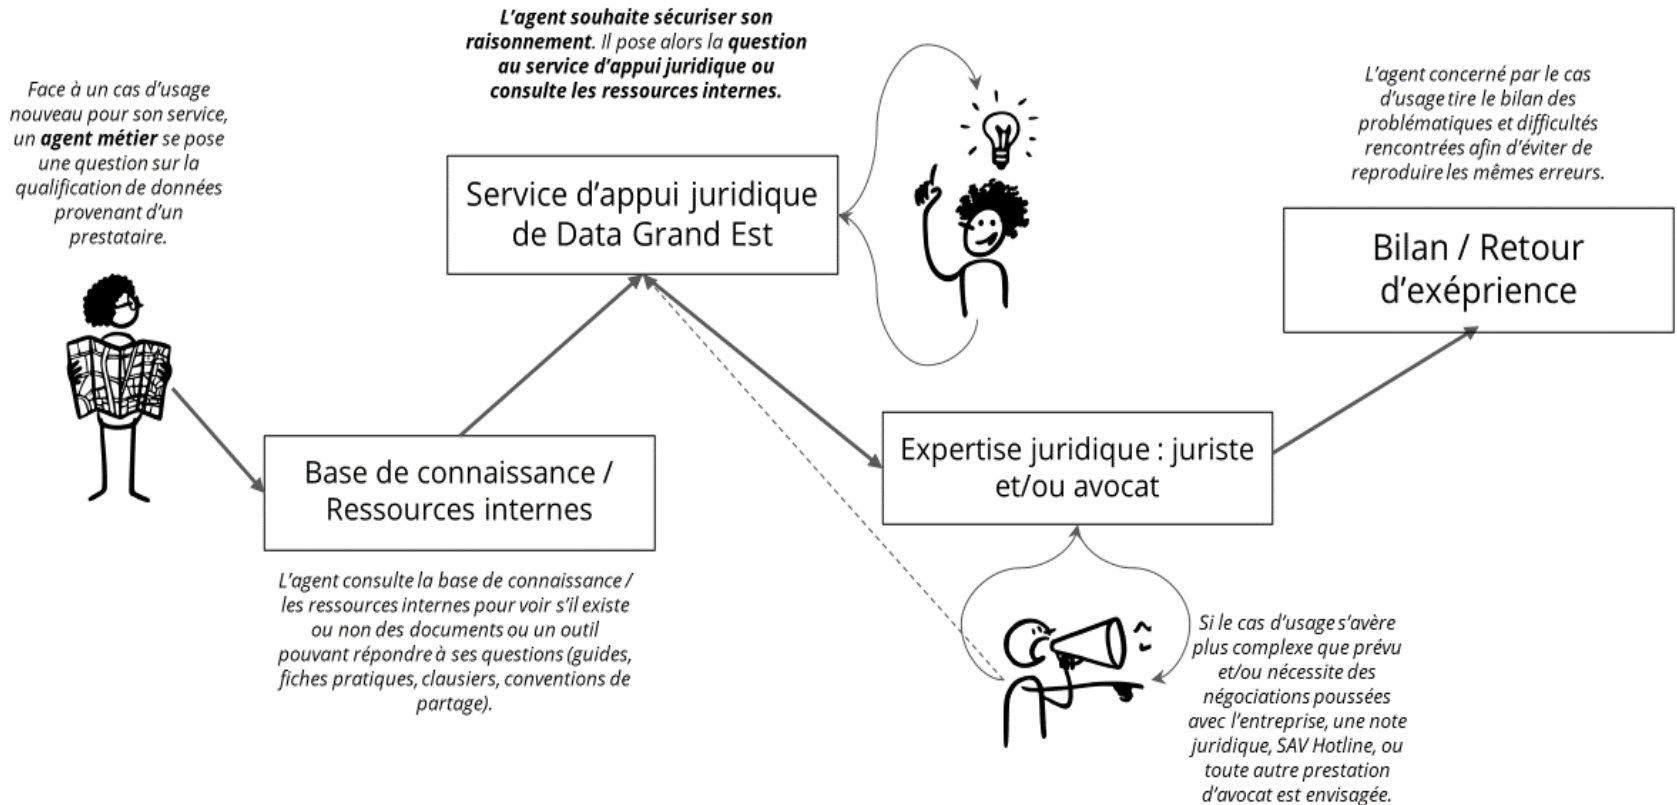 Face à un cas d'usage
nouveau pour son service,
un agent métier se pose
une question sur la
qualification de données
provenant d'un
prestataire.
Base de connaissance /
Ressources internes
L'agent consulte la base de connaissance /
les ressources internes pour voir s'il existe
ou non des documents ou un outil
pouvant répondre à ses questions (guides,
fiches pratiques, clausiers, conventions de
partage).
L'agent souhaite sécuriser son
raisonnement. Il pose alors la question
au service d'appui juridique ou
consulte les ressources internes.
Service d'appui juridique
de Data Grand Est
Expertise juridique : juriste
et/ou avocat
Si le cas d'usage s'avère
plus complexe que prévu
et/ou nécessite des
négociations poussées
avec l'entreprise, une note
juridique, SAV Hotline, ou
toute autre prestation
d'avocat est envisagée.
L'agent concerné par le cas
d'usage tire le bilan des
problématiques et difficultés
rencontrées afin d'éviter de
reproduire les mêmes erreurs.
Bilan / Retour
d'exéprience